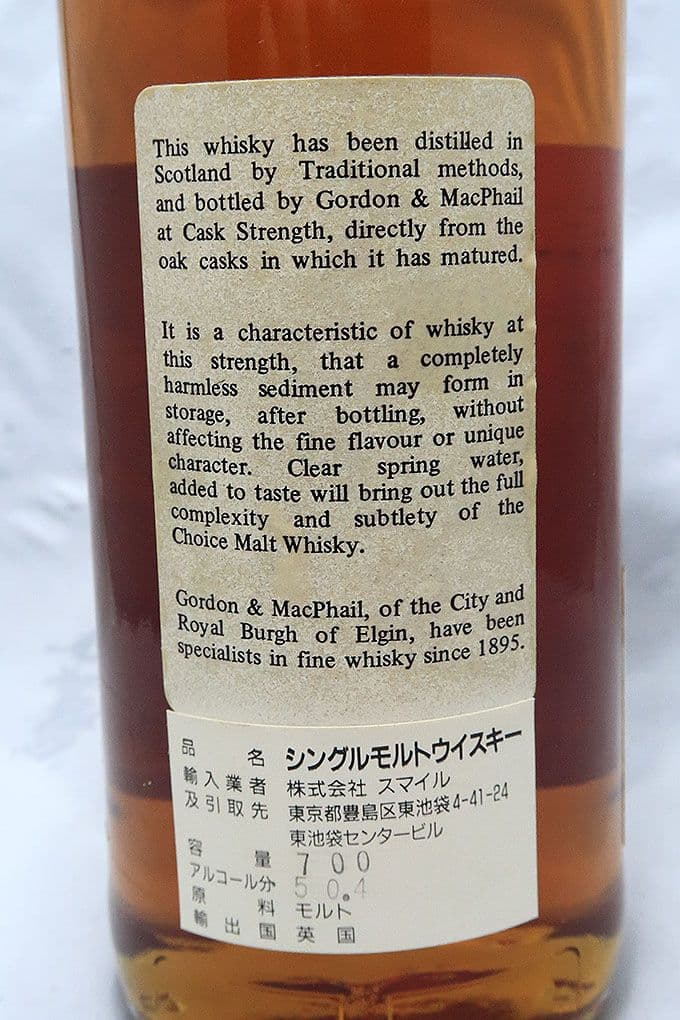 This whisky has been distilled in
Scotland by Traditional methods,
and bottled by Gordon & MacPhail
at Cask Strength, directly from the
oak casks in which it has matured.
It is a characteristic of whisky at
this strength, that a completely
harmless sediment may form in
storage, after bottling, without
affecting the fine flavour or unique
character. Clear spring water,
added to taste will bring out the full
complexity and subtlety of the
Choice Malt Whisky.
Gordon & MacPhail, of the City and
Royal Burgh of Elgin, have been
specialists in fine whisky since 1895.
品名 シングルモルトウイスキー
輸入業者 株式会社 スマイル
及引取先 東京都豊島区東池袋4-41-24
東池袋センタービル
容量 700
アルコール分 50.4
原料 モルト
輸出国 英国